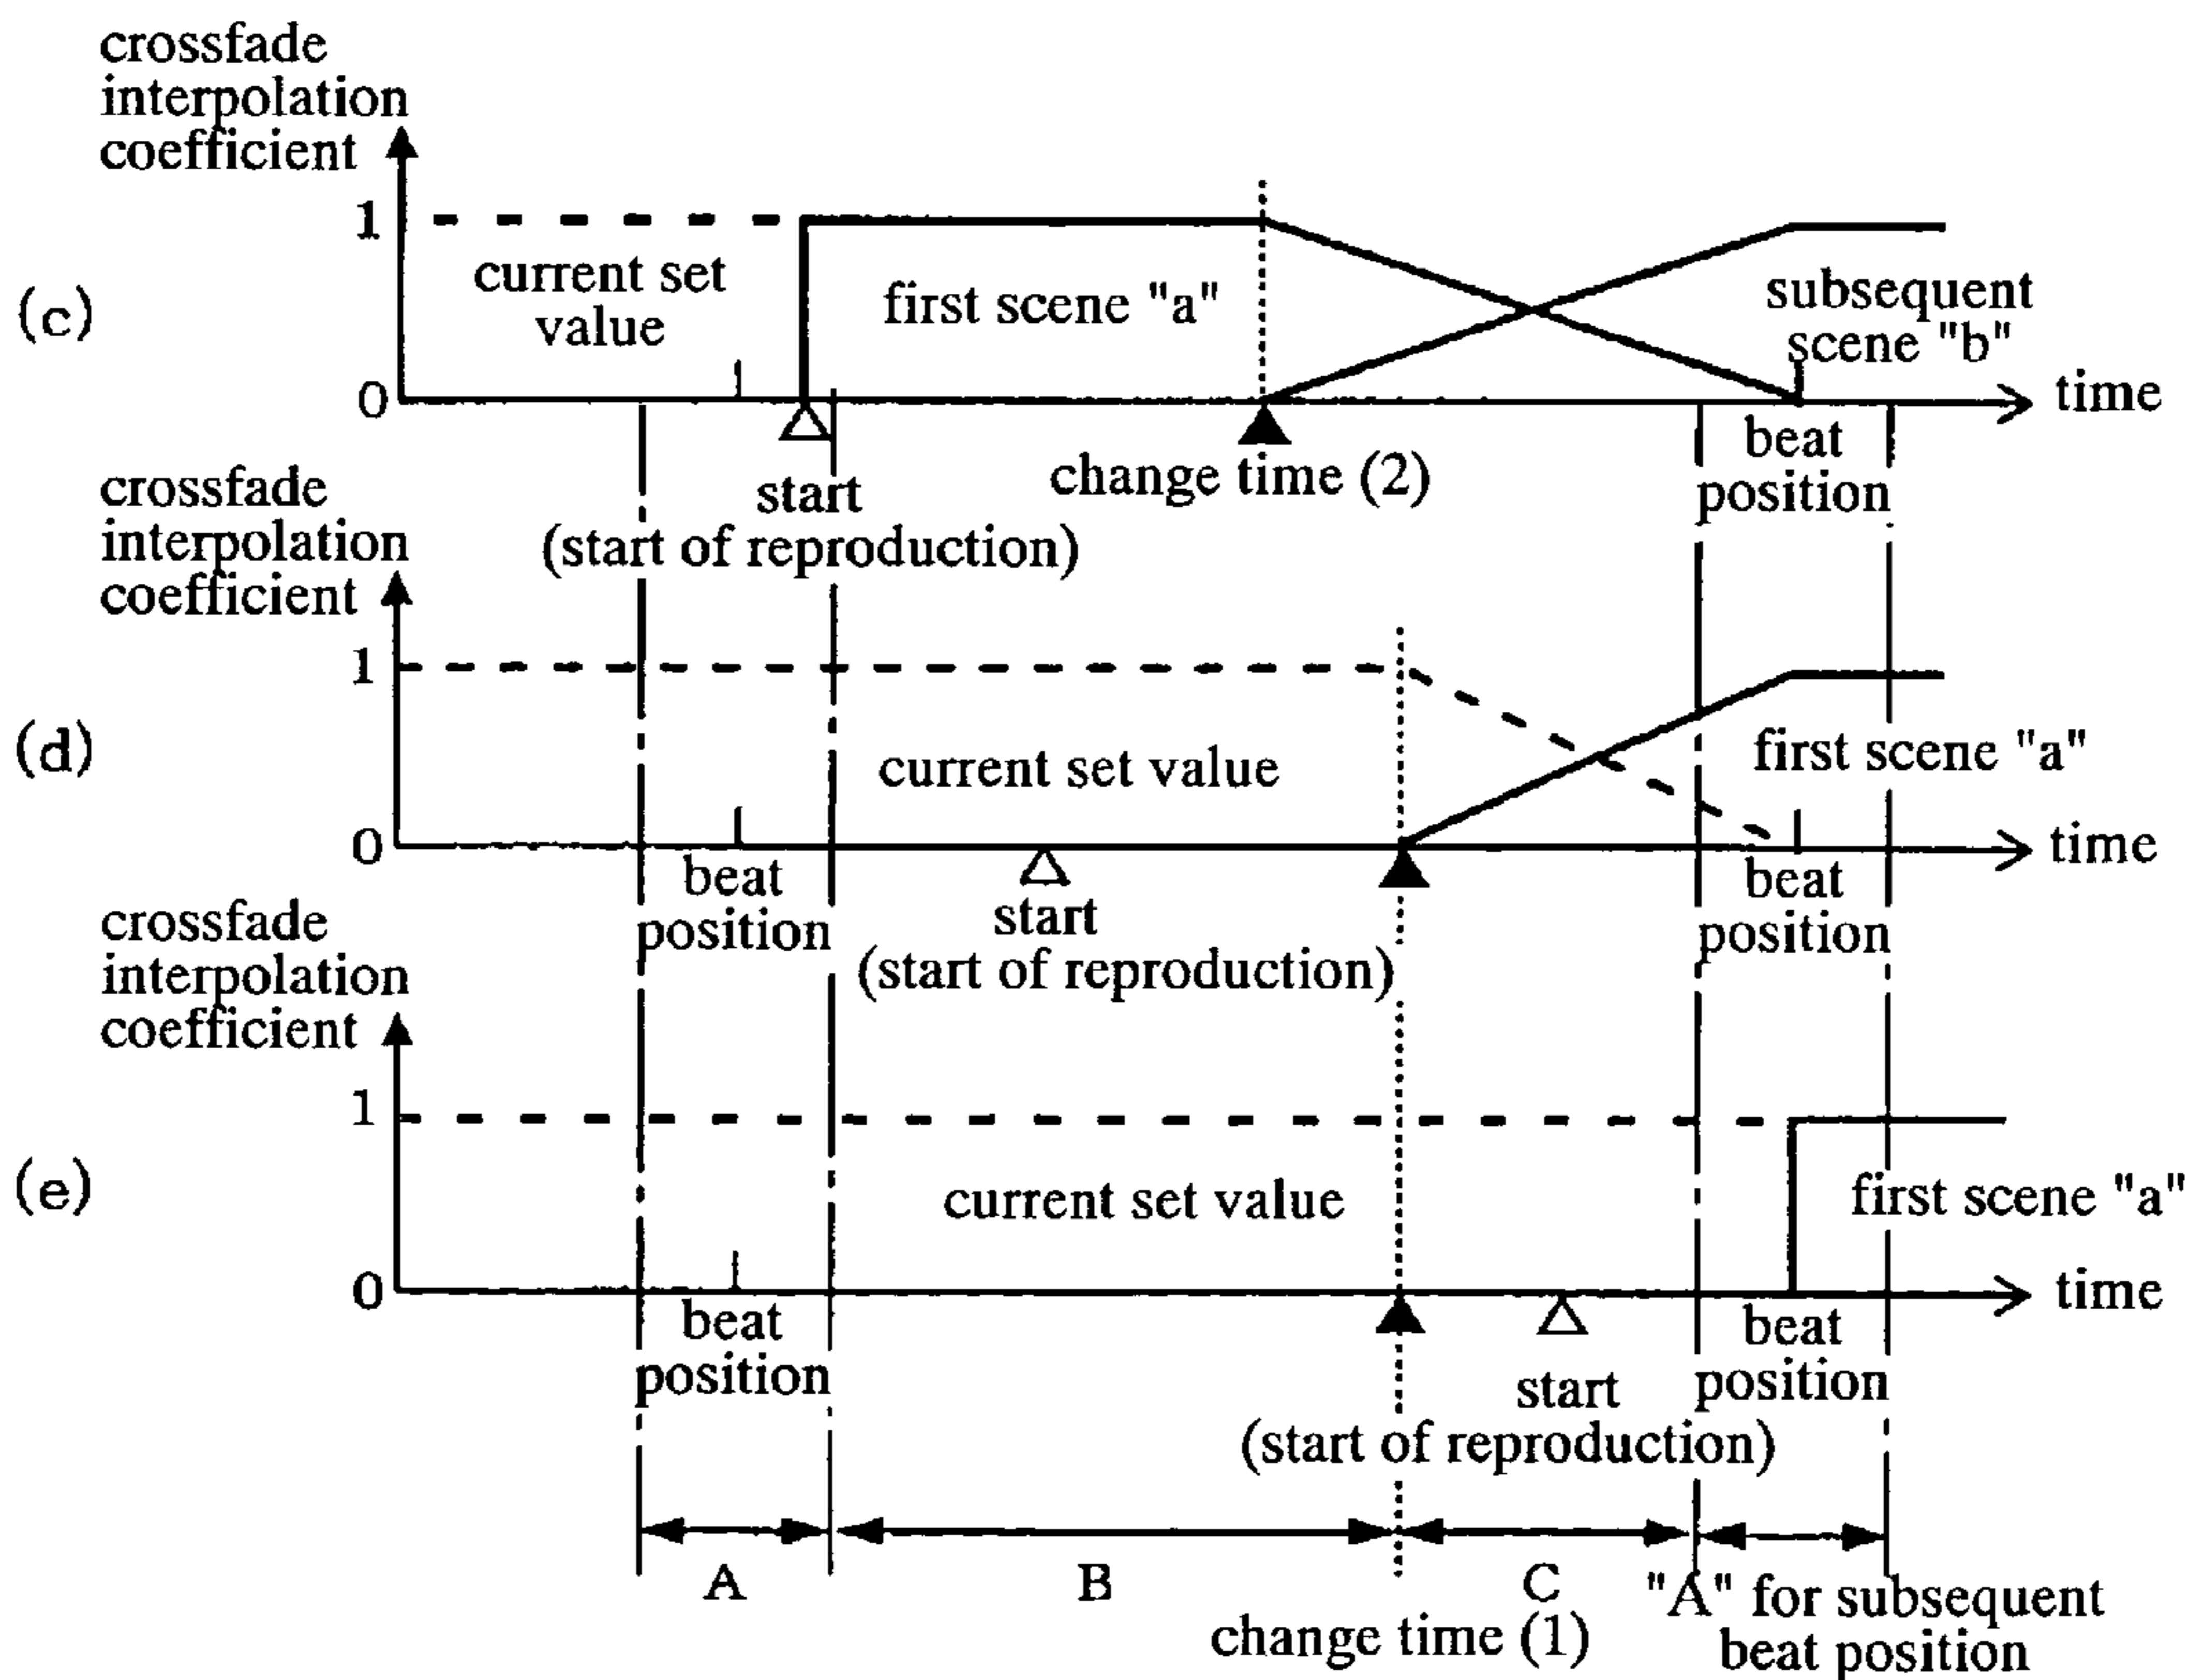 crossfade
interpolation
coefficient
1
(c)
current set
value
first scene "a"
subsequent
scene "b"
0
time
beat
position
change time (2)
start
(start of reproduction)
crossfade
interpolation
coefficient
1
(d)
current set value
first scene "a"
0
time
beat
position
start
(start of reproduction)
beat
position
crossfade
interpolation
coefficient
1
(e)
current set value
first scene "a"
0
time
beat
position
start
(start of reproduction)
beat
position
A
B
C
"A" for subsequent
beat position
change time (1)